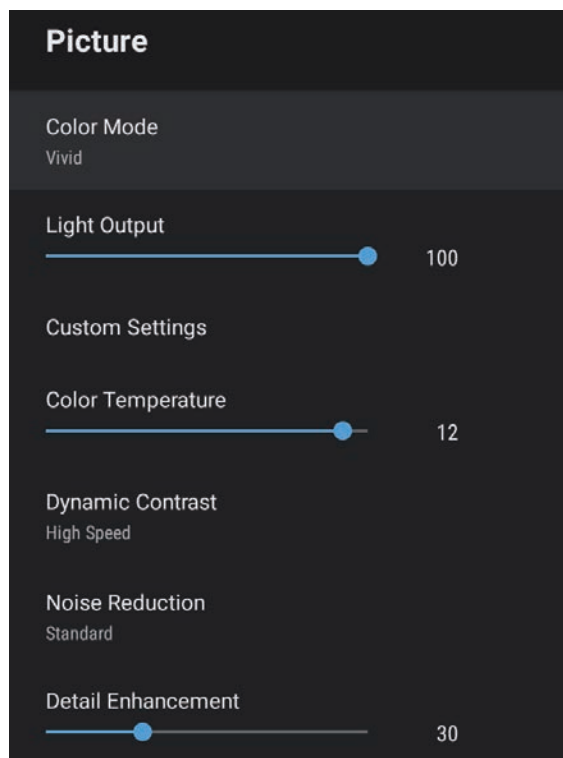 Picture
Color Mode
Vivid
Light Output
100
Custom Settings
Color Temperature
12
Dynamic Contrast
High Speed
Noise Reduction
Standard
Detail Enhancement
30